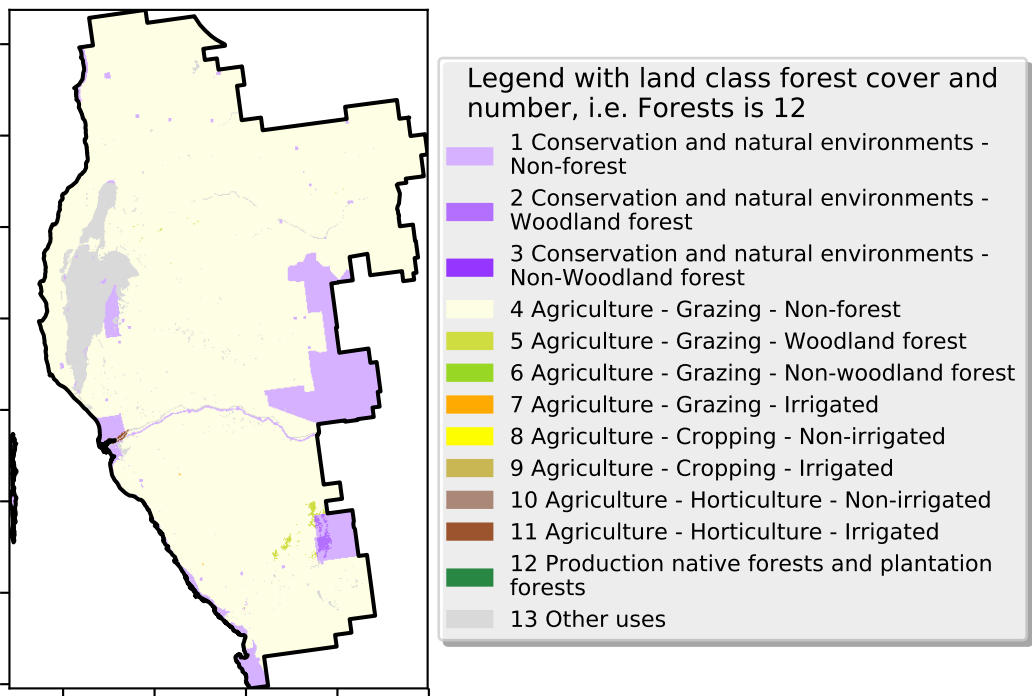 Legend with land class forest cover and
number, i.e. Forests is 12
1 Conservation and natural environments -
Non-forest
2 Conservation and natural environments -
Woodland forest
3 Conservation and natural environments -
Non-Woodland forest
4 Agriculture - Grazing - Non-forest
5 Agriculture - Grazing - Woodland forest
6 Agriculture - Grazing - Non-woodland forest
7 Agriculture - Grazing - Irrigated
8 Agriculture - Cropping - Non-irrigated
9 Agriculture - Cropping - Irrigated
10 Agriculture - Horticulture - Non-irrigated
11 Agriculture - Horticulture - Irrigated
12 Production native forests and plantation
forests
13 Other uses